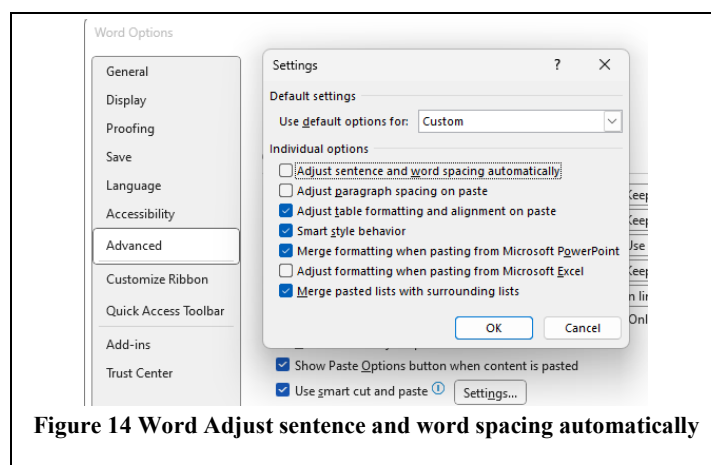 Word Options
General
Display
Proofing
Save
Language
Accessibility
Advanced
Customize Ribbon
Quick Access Toolbar
Add-ins
Trust Center
Settings ? X
Default settings
Use default options for: Custom
Individual options
Adjust sentence and word spacing automatically
Adjust paragraph spacing on paste
Adjust table formatting and alignment on paste
Smart style behavior
Merge formatting when pasting from Microsoft PowerPoint
Adjust formatting when pasting from Microsoft Excel
Merge pasted lists with surrounding lists
OK Cancel
Show Paste Options button when content is pasted
Use smart cut and paste Settings...
Figure 14 Word Adjust sentence and word spacing automatically